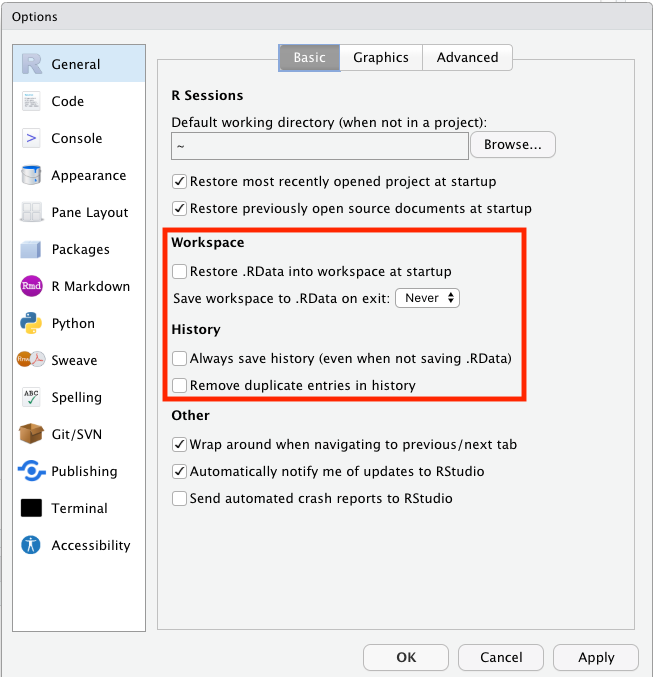 Options
General
Code
Console
Appearance
Pane Layout
Packages
Rmd R Markdown
Python
Sweave
ABC Spelling
Git/SVN
Publishing
Terminal
Accessibility
Basic Graphics Advanced
R Sessions
Default working directory (when not in a project):
~ Browse...
Restore most recently opened project at startup
Restore previously open source documents at startup
Workspace
Restore .RData into workspace at startup
Save workspace to .RData on exit: Never
History
Always save history (even when not saving .RData)
Remove duplicate entries in history
Other
Wrap around when navigating to previous/next tab
Automatically notify me of updates to RStudio
Send automated crash reports to RStudio
OK Cancel Apply